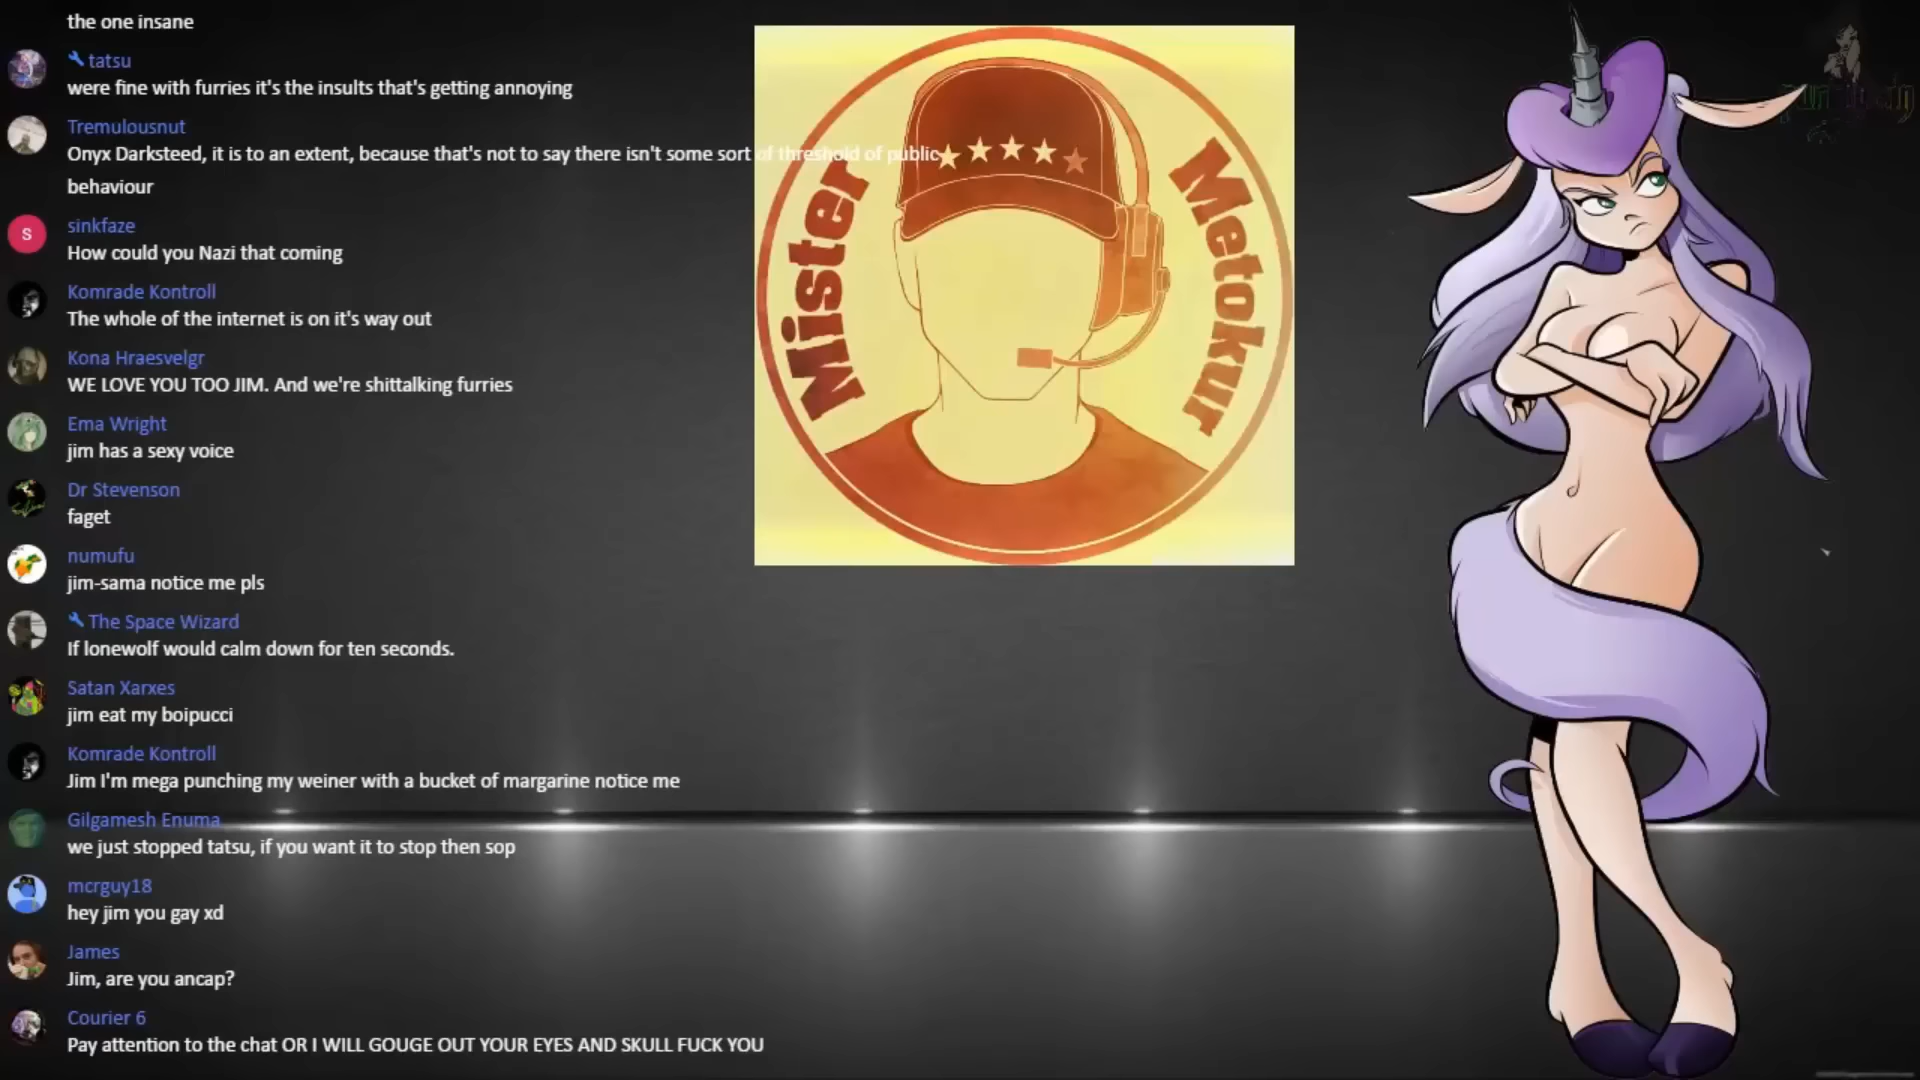 the one insane
tatsu
were fine with furries it's the insults that's getting annoying
Tremulousnut
Onyx Darksteed, it is to an extent, because that's not to say there isn't some sort of threshold of public
behaviour
S
sinkfaze
How could you Nazi that coming
Komrade Kontroll
The whole of the internet is on it's way out
Kona Hraesvelgr
WE LOVE YOU TOO JIM. And we're shittalking furries
Ema Wright
jim has a sexy voice
Dr Stevenson
faget
numufu
jim-sama notice me pls
The Space Wizard
If lonewolf would calm down for ten seconds.
Satan Xarxes
jim eat my boipucci
Komrade Kontroll
Jim I'm mega punching my weiner with a bucket of margarine notice me
Gilgamesh Enuma
we just stopped tatsu, if you want it to stop then sop
mcrguy18
hey jim you gay xd
James
Jim, are you ancap?
Courier 6
Pay attention to the chat OR I WILL GOUGE OUT YOUR EYES AND SKULL FUCK YOU
Mister
Metokur